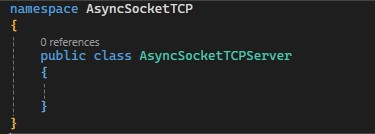 namespace AsyncSocketTCP
{
0 references
public class AsyncSocketTCPServer
{
}
}